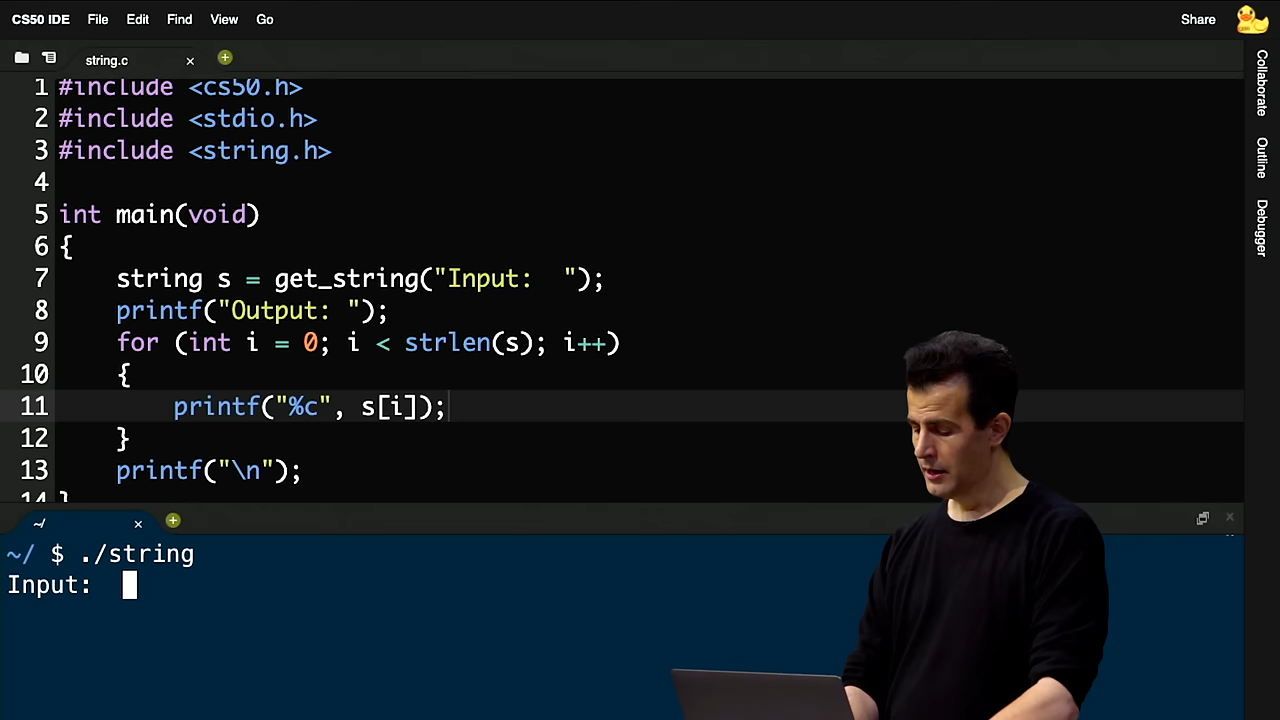 CS50 IDE File Edit Find View Go Share
string.c
1 #include <cs50.h>
2 #include <stdio.h>
3 #include <string.h>
4
5 int main(void)
6 {
7 string s = get_string("Input:  ");
8 printf("Output: ");
9 for (int i = 0; i < strlen(s); i++)
10 {
11 printf("%c", s[i]);
12 }
13 printf("\n");
14 }
~/
~/ $ ./string
Input:
Collaborate
Outline
Debugger